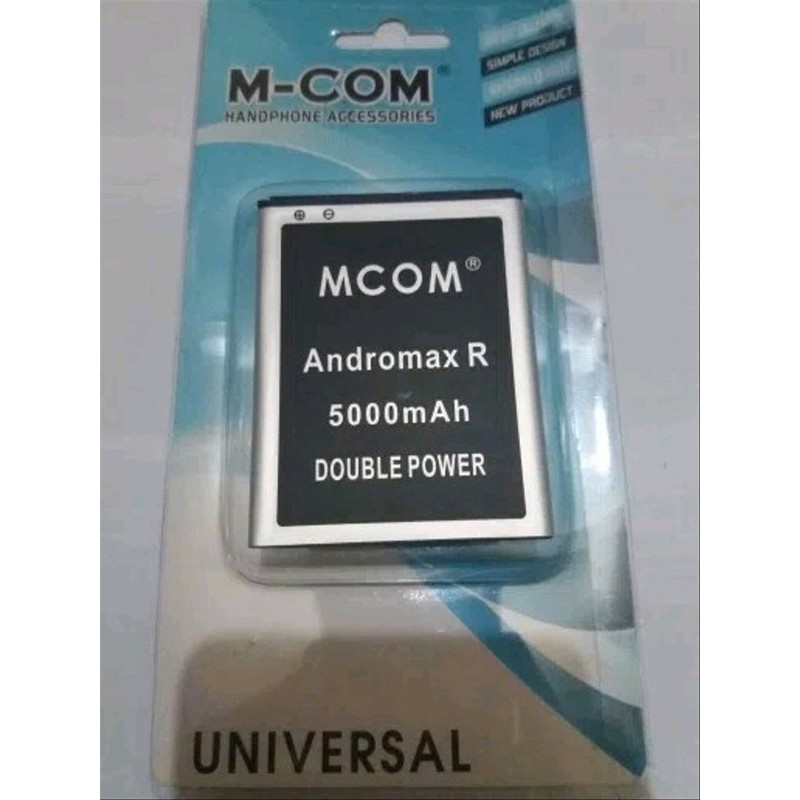 M-COM®
HANDPHONE ACCESSORIES
SIMPLE DESIGN
NEW PRODUCT
⊕ ⊖
MCOM®
Andromax R
5000mAh
DOUBLE POWER
UNIVERSAL